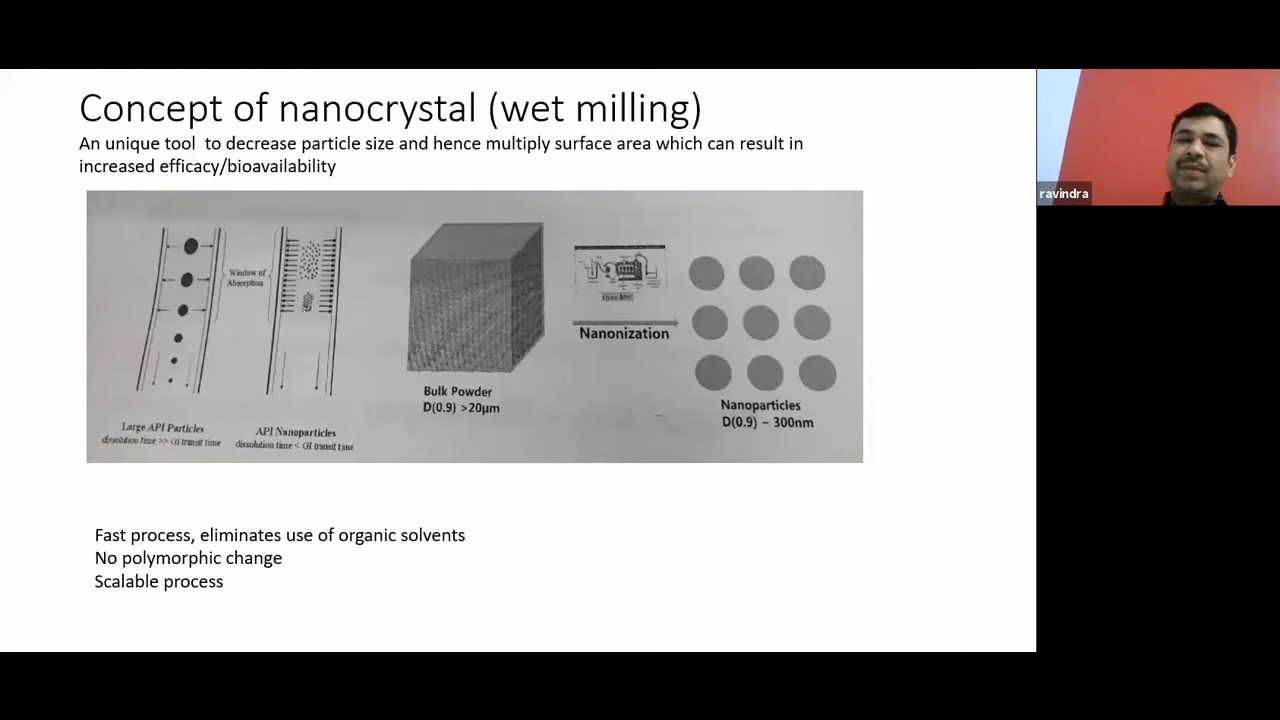 Concept of nanocrystal (wet milling)
An unique tool to decrease particle size and hence multiply surface area which can result in
increased efficacy/bioavailability
ravindra
Window of
Absorption
Large API Particles
dissolution time >> GI transit time
API Nanoparticles
dissolution time < GI transit time
Bulk Powder
D(0.9) >20µm
Nanonization
Nanoparticles
D(0.9) ~ 300nm
Fast process, eliminates use of organic solvents
No polymorphic change
Scalable process